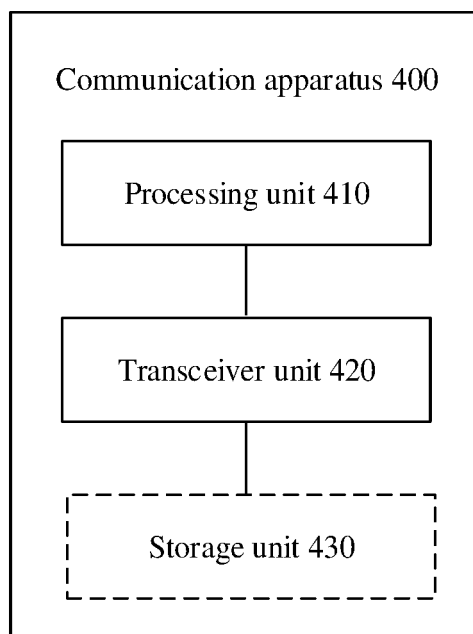 Communication apparatus 400
Processing unit 410
Transceiver unit 420
Storage unit 430